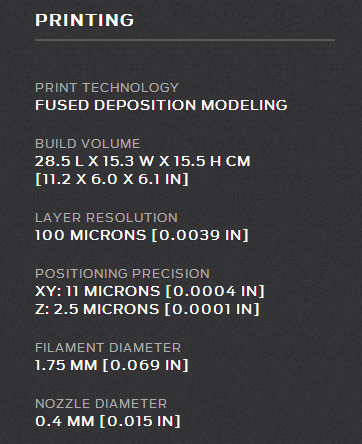 PRINTING
PRINT TECHNOLOGY
FUSED DEPOSITION MODELING
BUILD VOLUME
28.5 L X 15.3 W X 15.5 H CM
[11.2 X 6.0 X 6.1 IN]
LAYER RESOLUTION
100 MICRONS [0.0039 IN]
POSITIONING PRECISION
XY: 11 MICRONS [0.0004 IN]
Z: 2.5 MICRONS [0.0001 IN]
FILAMENT DIAMETER
1.75 MM [0.069 IN]
NOZZLE DIAMETER
0.4 MM [0.015 IN]